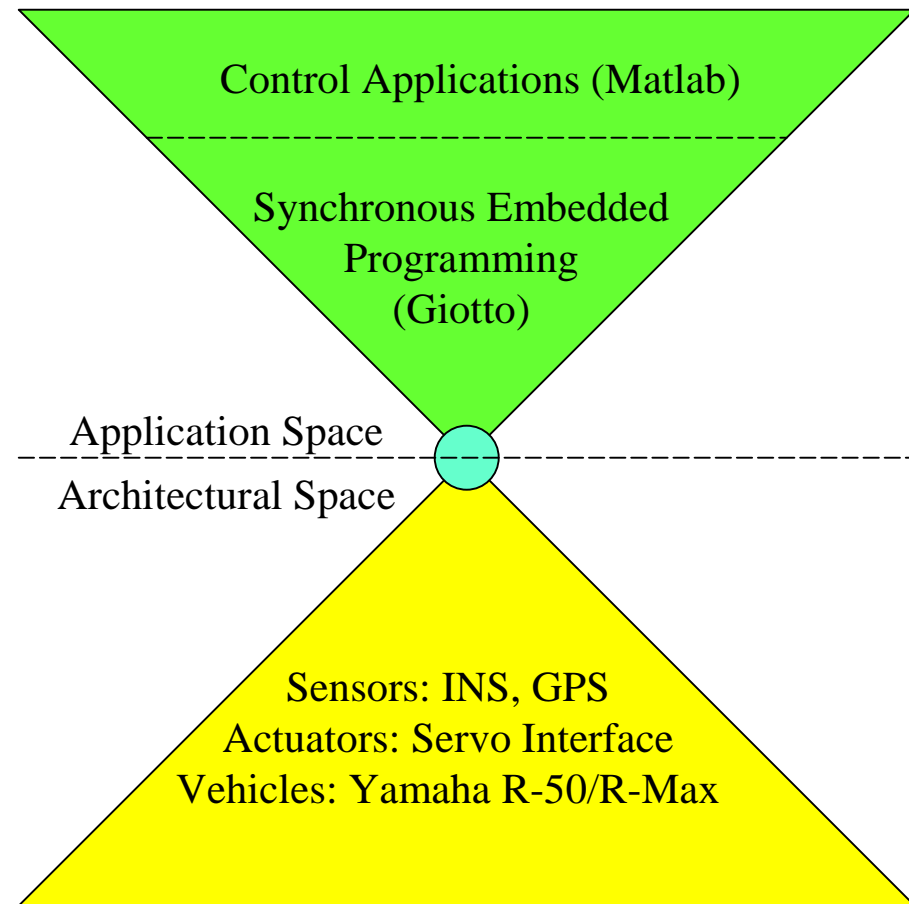 Control Applications (Matlab)
Synchronous Embedded
Programming
(Giotto)
Application Space
Architectural Space
Sensors: INS, GPS
Actuators: Servo Interface
Vehicles: Yamaha R-50/R-Max